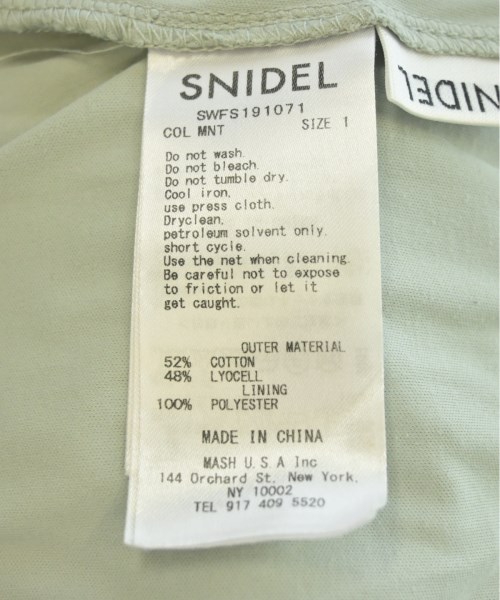 SNIDEL
SWFS191071
COL MNT SIZE 1
Do not wash.
Do not bleach.
Do not tumble dry.
Cool iron,
use press cloth.
Dryclean,
petroleum solvent only.
short cycle.
Use the net when cleaning.
Be careful not to expose
to friction or let it
get caught.
OUTER MATERIAL
52% COTTON
48% LYOCELL
LINING
100% POLYESTER
MADE IN CHINA
MASH U.S.A Inc
144 Orchard St. New York,
NY 10002
TEL 917 409 5520
NIDEL